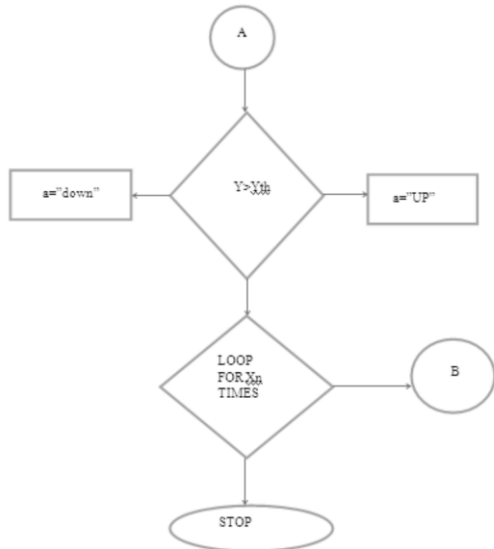 A
Y>Yth
a=”down”
a=”UP”
LOOP
FOR Xn
TIMES
B
STOP